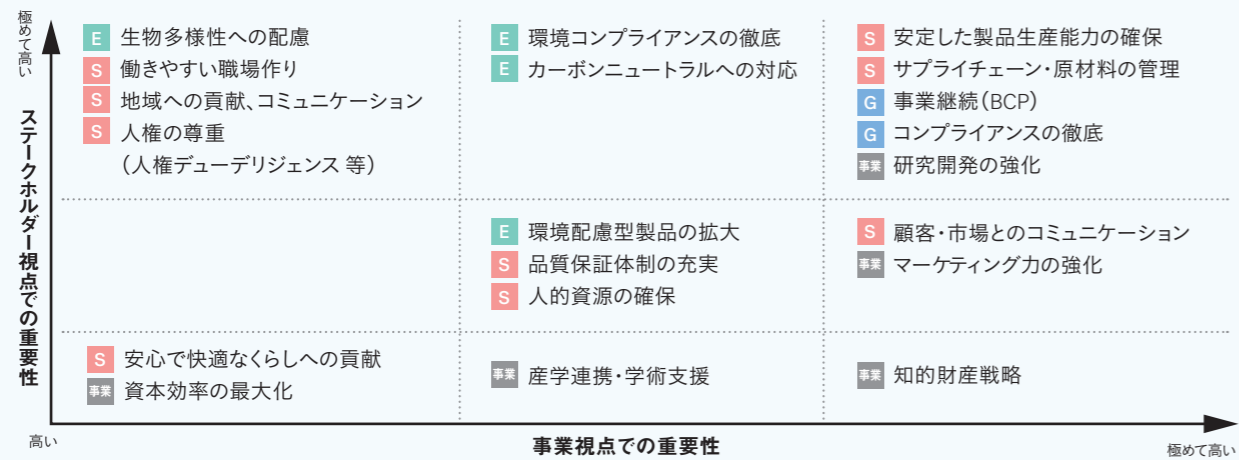 極めて高い
ステークホルダー視点での重要性
E 生物多様性への配慮
S 働きやすい職場作り
S 地域への貢献、コミュニケーション
S 人権の尊重
（人権デューデリジェンス 等）
E 環境コンプライアンスの徹底
E カーボンニュートラルへの対応
S 安定した製品生産能力の確保
S サプライチェーン・原材料の管理
G 事業継続（BCP）
G コンプライアンスの徹底
事業 研究開発の強化
E 環境配慮型製品の拡大
S 品質保証体制の充実
S 人的資源の確保
S 顧客・市場とのコミュニケーション
事業 マーケティング力の強化
S 安心で快適なくらしへの貢献
事業 資本効率の最大化
事業 産学連携・学術支援
事業 知的財産戦略
高い
事業視点での重要性
極めて高い